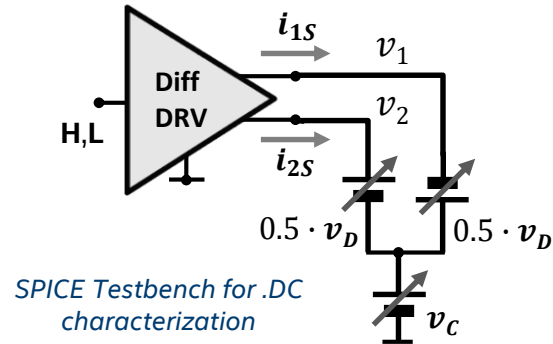 i1S
v1
Diff
DRV
v2
H,L
i2S
0.5 · vD
0.5 · vD
SPICE Testbench for .DC
characterization
vC